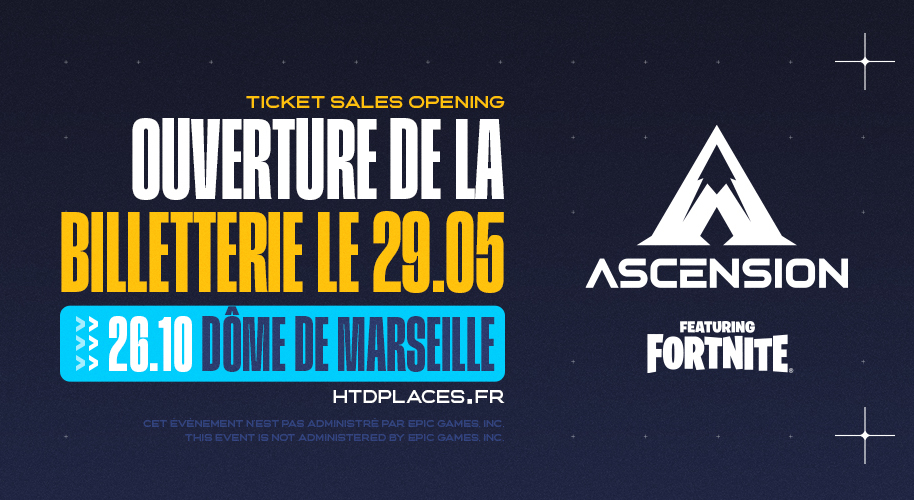 TICKET SALES OPENING
OUVERTURE DE LA
BILLETTERIE LE 29.05
>> 26.10 DÔME DE MARSEILLE
>>
>>
HTDPLACES.FR
CET ÉVÉNEMENT N'EST PAS ADMINISTRÉ PAR EPIC GAMES, INC.
THIS EVENT IS NOT ADMINISTERED BY EPIC GAMES, INC.
ASCENSION
FEATURING
FORTNITE®